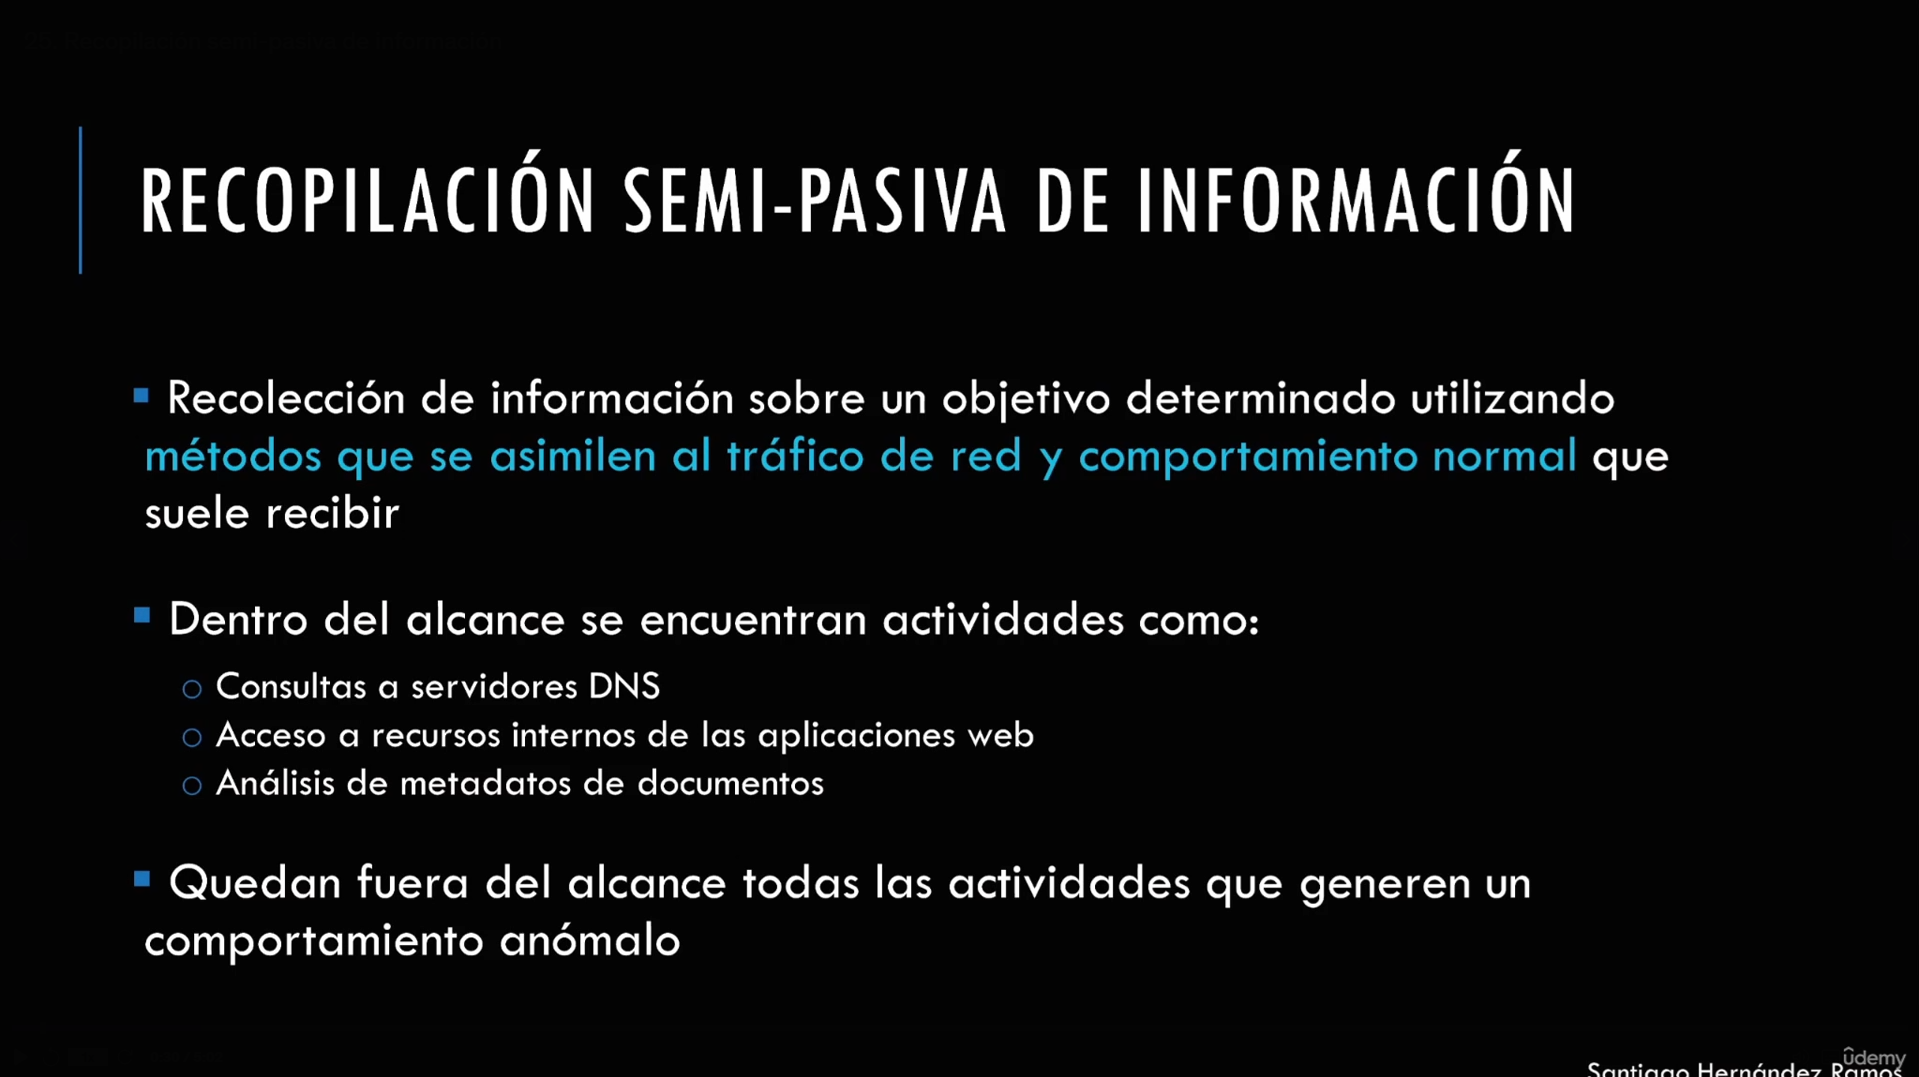 RECOPILACIÓN SEMI-PASIVA DE INFORMACIÓN
▪ Recolección de información sobre un objetivo determinado utilizando
métodos que se asimilen al tráfico de red y comportamiento normal que
suele recibir
▪ Dentro del alcance se encuentran actividades como:
o Consultas a servidores DNS
o Acceso a recursos internos de las aplicaciones web
o Análisis de metadatos de documentos
▪ Quedan fuera del alcance todas las actividades que generen un
comportamiento anómalo
udemy
Santiago Hernández Ramos